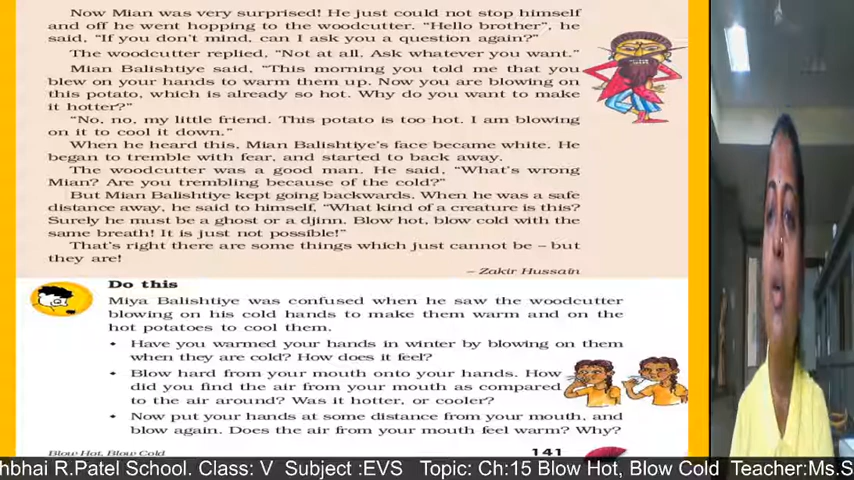 Now Mian was very surprised! He just could not stop himself
and off he went hopping to the woodcutter. “Hello brother”, he
said, “If you don’t mind, can I ask you a question again?”
The woodcutter replied, “Not at all. Ask whatever you want.”
Mian Balishtiye said, “This morning you told me that you
blew on your hands to warm them up. Now you are blowing on
this potato, which is already so hot. Why do you want to make
it hotter?”
“No, no, my little friend. This potato is too hot. I am blowing
on it to cool it down.”
When he heard this, Mian Balishtiye’s face became white. He
began to tremble with fear, and started to back away.
The woodcutter was a good man. He said, “What’s wrong
Mian? Are you trembling because of the cold?”
But Mian Balishtiye kept going backwards. When he was a safe
distance away, he said to himself, “What kind of a creature is this?
Surely he must be a ghost or a djinn. Blow hot, blow cold with the
same breath! It is just not possible!”
That’s right there are some things which just cannot be – but
they are!
– Zakir Hussain
Do this
Miya Balishtiye was confused when he saw the woodcutter
blowing on his cold hands to make them warm and on the
hot potatoes to cool them.
• Have you warmed your hands in winter by blowing on them
when they are cold? How does it feel?
• Blow hard from your mouth onto your hands. How
did you find the air from your mouth as compared
to the air around? Was it hotter, or cooler?
• Now put your hands at some distance from your mouth, and
blow again. Does the air from your mouth feel warm? Why?
Blow Hot, Blow Cold
141
hbhai R.Patel School. Class: V Subject :EVS Topic: Ch:15 Blow Hot, Blow Cold Teacher:Ms.S